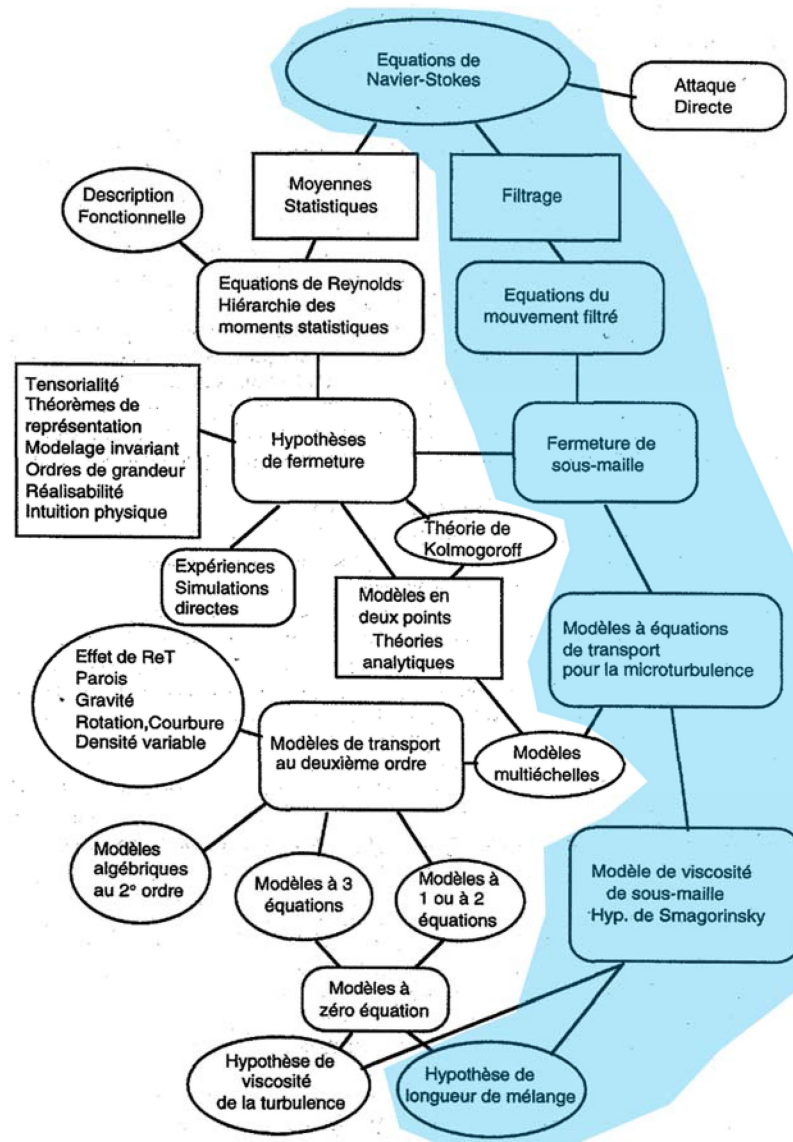 Equations de
Navier-Stokes
Attaque
Directe
Description
Fonctionnelle
Moyennes
Statistiques
Filtrage
Equations de Reynolds
Hiérarchie des
moments statistiques
Equations du
mouvement filtré
Tensorialité
Théorèmes de
représentation
Modelage invariant
Ordres de grandeur
Réalisabilité
Intuition physique
Hypothèses
de fermeture
Fermeture de
sous-maille
Théorie de
Kolmogoroff
Expériences
Simulations
directes
Modèles en
deux points
Théories
analytiques
Modèles à équations
de transport
pour la microturbulence
Effet de ReT
Parois
Gravité
Rotation,Courbure
Densité variable
Modèles de transport
au deuxième ordre
Modèles
multiéchelles
Modèles
algébriques
au 2° ordre
Modèles à 3
équations
Modèles à
1 ou à 2
équations
Modèle de viscosité
de sous-maille
Hyp. de Smagorinsky
Modèles à
zéro équation
Hypothèse de
viscosité
de la turbulence
Hypothèse de
longueur de mélange